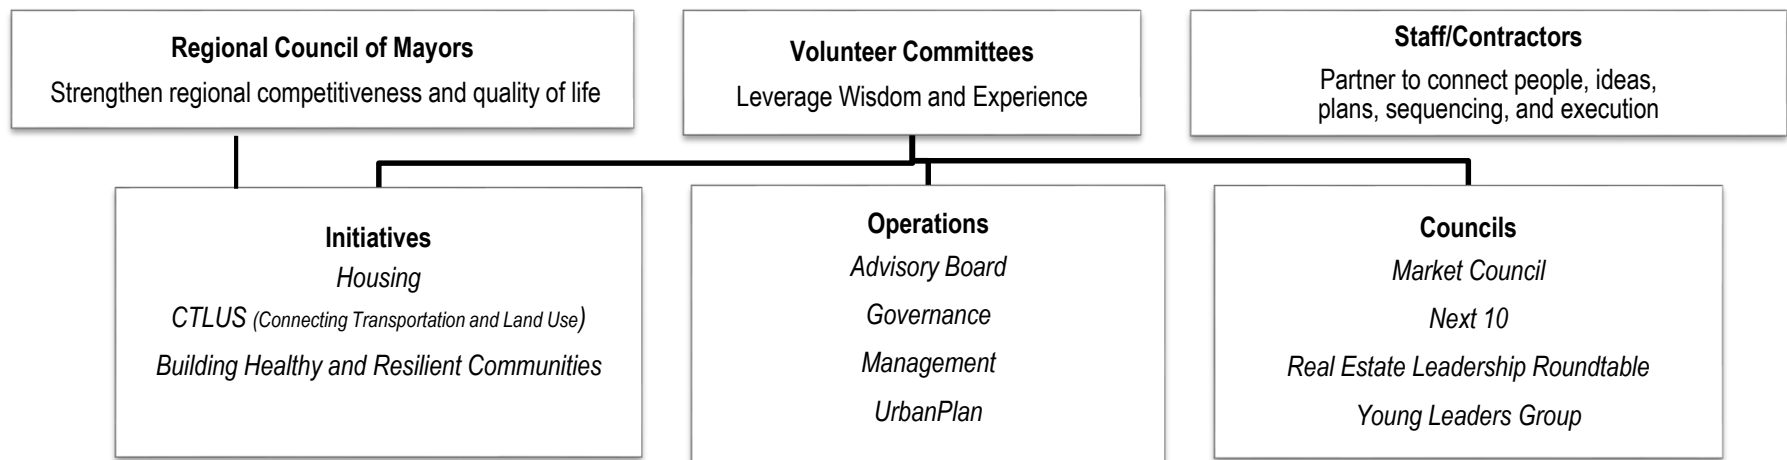 Regional Council of Mayors
Strengthen regional competitiveness and quality of life
Volunteer Committees
Leverage Wisdom and Experience
Staff/Contractors
Partner to connect people, ideas,
plans, sequencing, and execution
Initiatives
Housing
CTLUS (Connecting Transportation and Land Use)
Building Healthy and Resilient Communities
Operations
Advisory Board
Governance
Management
UrbanPlan
Councils
Market Council
Next 10
Real Estate Leadership Roundtable
Young Leaders Group